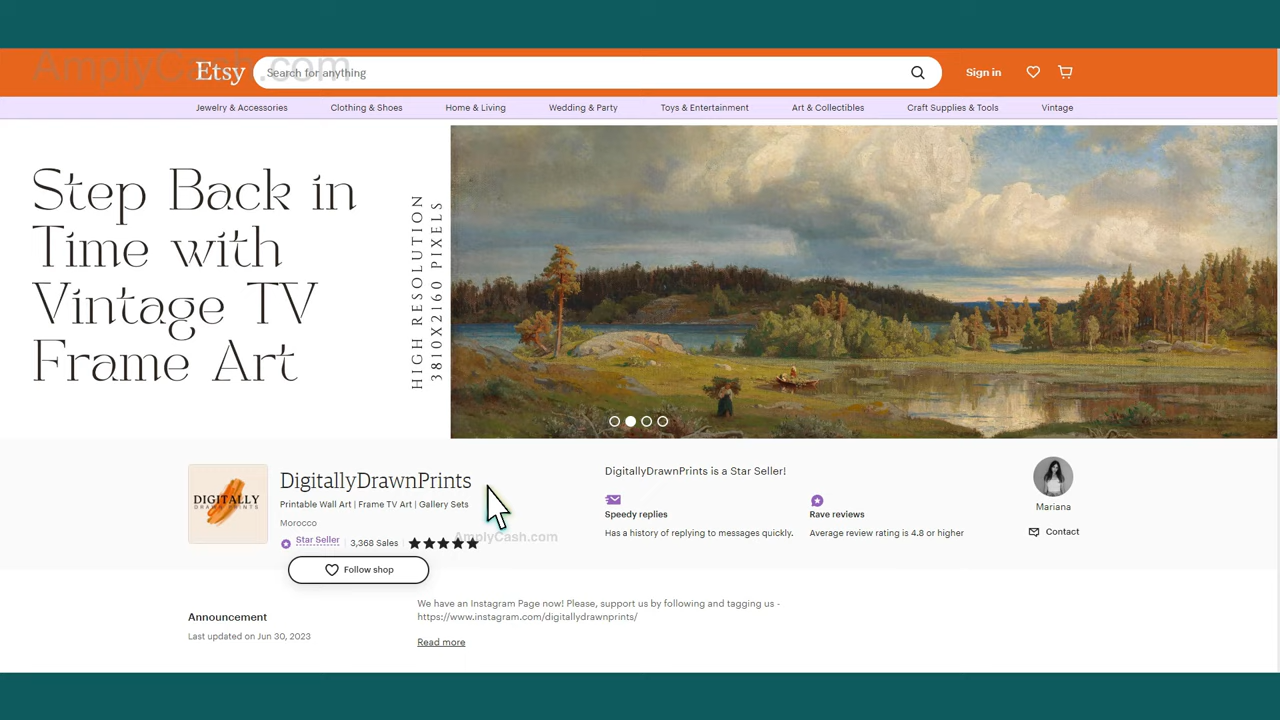 AmplyCash.com
Etsy
Search for anything
Sign in
Jewelry & Accessories
Clothing & Shoes
Home & Living
Wedding & Party
Toys & Entertainment
Art & Collectibles
Craft Supplies & Tools
Vintage
Step Back in
Time with
Vintage TV
Frame Art
HIGH RESOLUTION
3810X2160 PIXELS
DIGITALLY
DRAWN PRINTS
DigitallyDrawnPrints
Printable Wall Art | Frame TV Art | Gallery Sets
Morocco
Star Seller
3,368 Sales
AmplyCash.com
Follow shop
DigitallyDrawnPrints is a Star Seller!
Speedy replies
Has a history of replying to messages quickly.
Rave reviews
Average review rating is 4.8 or higher
Mariana
Contact
Announcement
Last updated on Jun 30, 2023
We have an Instagram Page now! Please, support us by following and tagging us -
https://www.instagram.com/digitallydrawnprints/
Read more